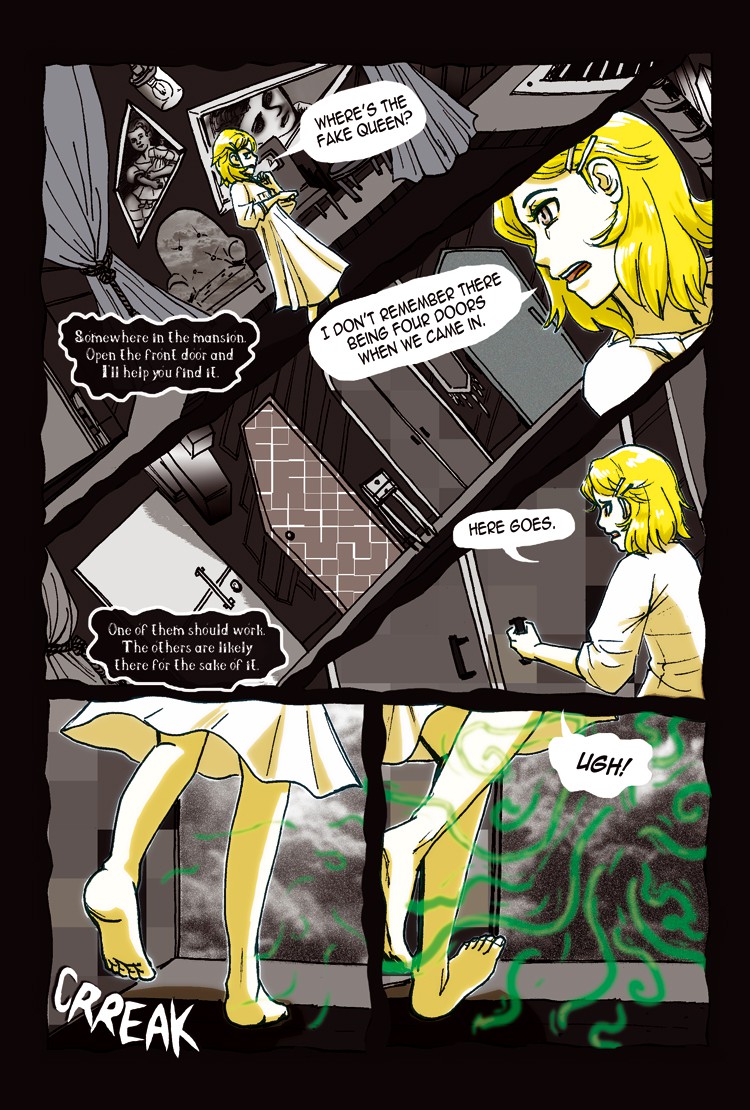 WHERE'S THE
FAKE QUEEN?
Somewhere in the mansion.
Open the front door and
I'll help you find it.
I DON'T REMEMBER THERE
BEING FOUR DOORS
WHEN WE CAME IN.
One of them should work.
The others are likely
there for the sake of it.
HERE GOES.
CRREAK
UGH!